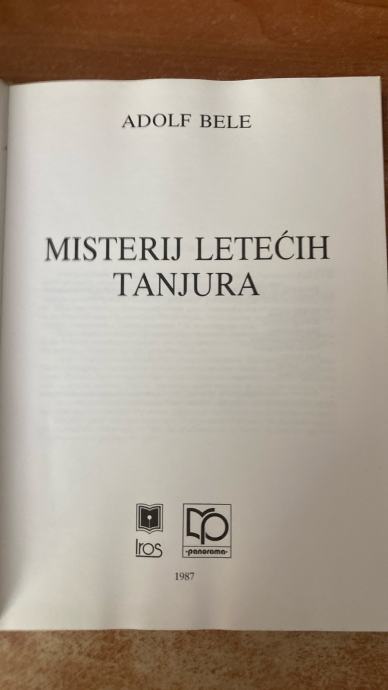 ADOLF BELE
MISTERIJ LETEĆIH
TANJURA
Iros
-panorama-
1987